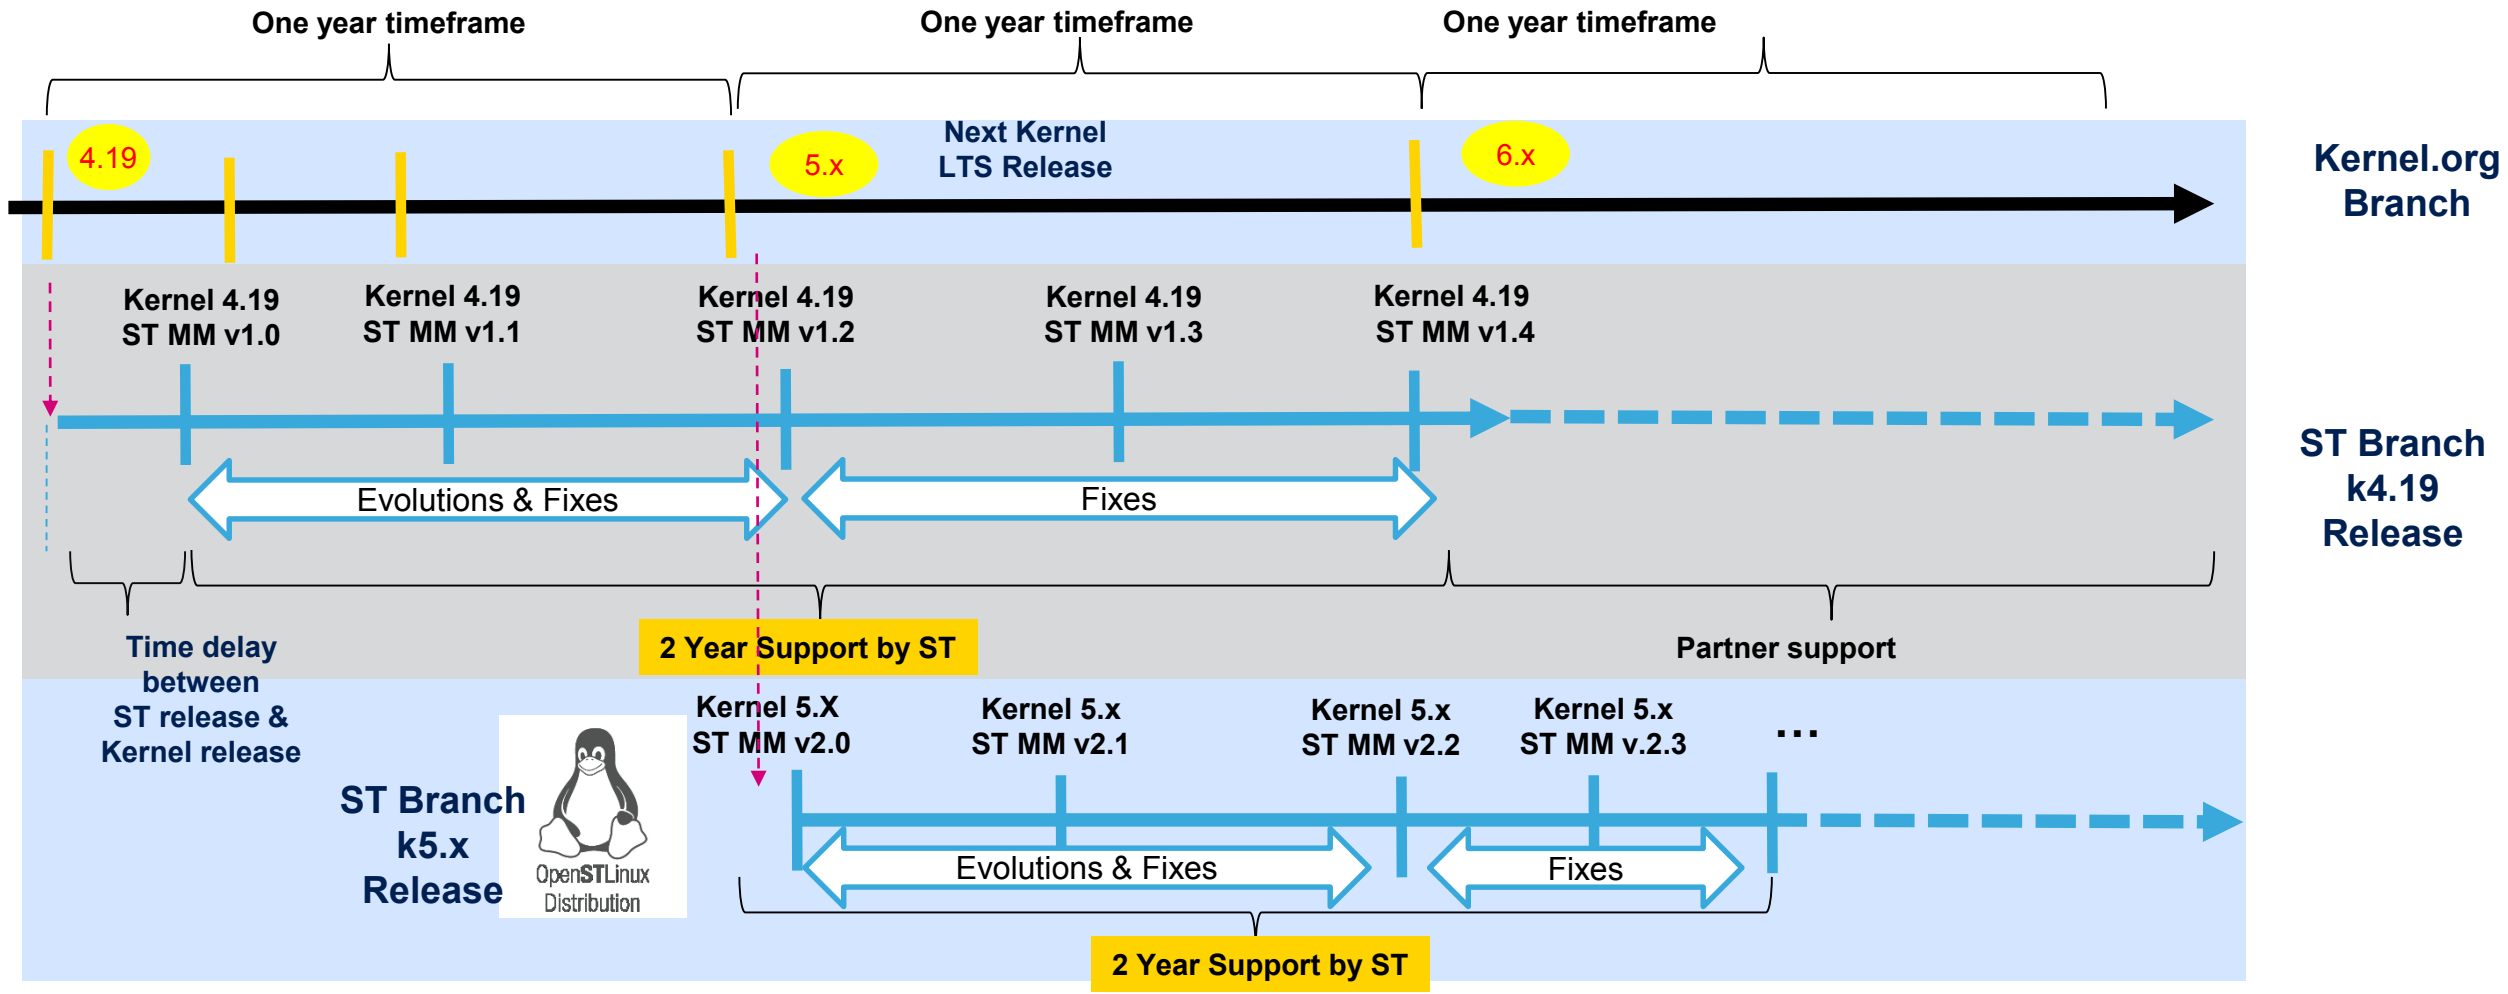 One year timeframe
One year timeframe
One year timeframe
4.19
5.x
Next Kernel
LTS Release
6.x
Kernel.org
Branch
Kernel 4.19
ST MM v1.0
Kernel 4.19
ST MM v1.1
Kernel 4.19
ST MM v1.2
Kernel 4.19
ST MM v1.3
Kernel 4.19
ST MM v1.4
ST Branch
k4.19
Release
Evolutions & Fixes
Fixes
Time delay
between
ST release &
Kernel release
2 Year Support by ST
Partner support
Kernel 5.X
ST MM v2.0
Kernel 5.x
ST MM v2.1
Kernel 5.x
ST MM v2.2
Kernel 5.x
ST MM v.2.3
...
ST Branch
k5.x
Release
OpenSTLinux
Distribution
Evolutions & Fixes
Fixes
2 Year Support by ST